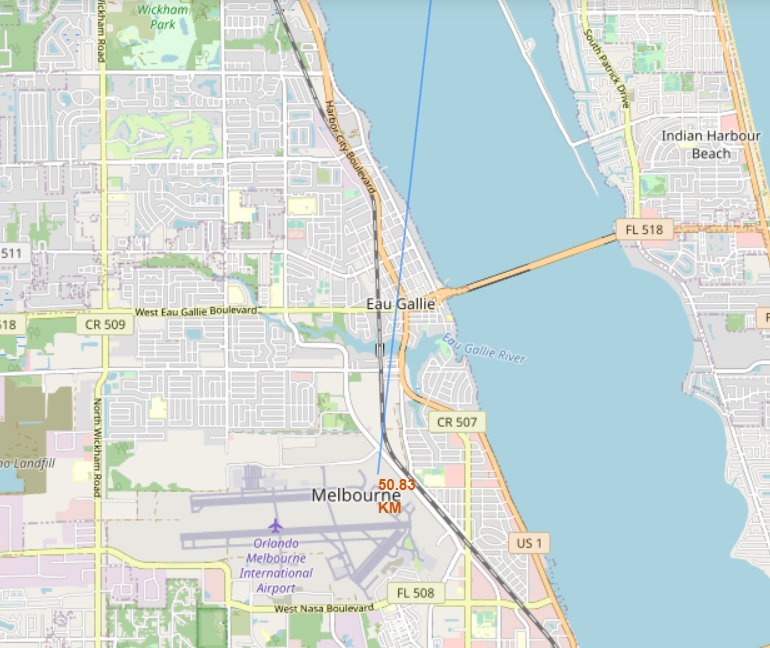 Wickham
Park
Wickham Road
South Patrick Drive
Harbor City Boulevard
Indian Harbour
Beach
FL 518
511
Eau Gallie
West Eau Gallie Boulevard
518
CR 509
F
Eau Gallie River
North Wickham Road
CR 507
no Landfill
50.83
KM
Melbourne
Orlando
Melbourne
International
Airport
US 1
FL 508
West Nasa Boulevard